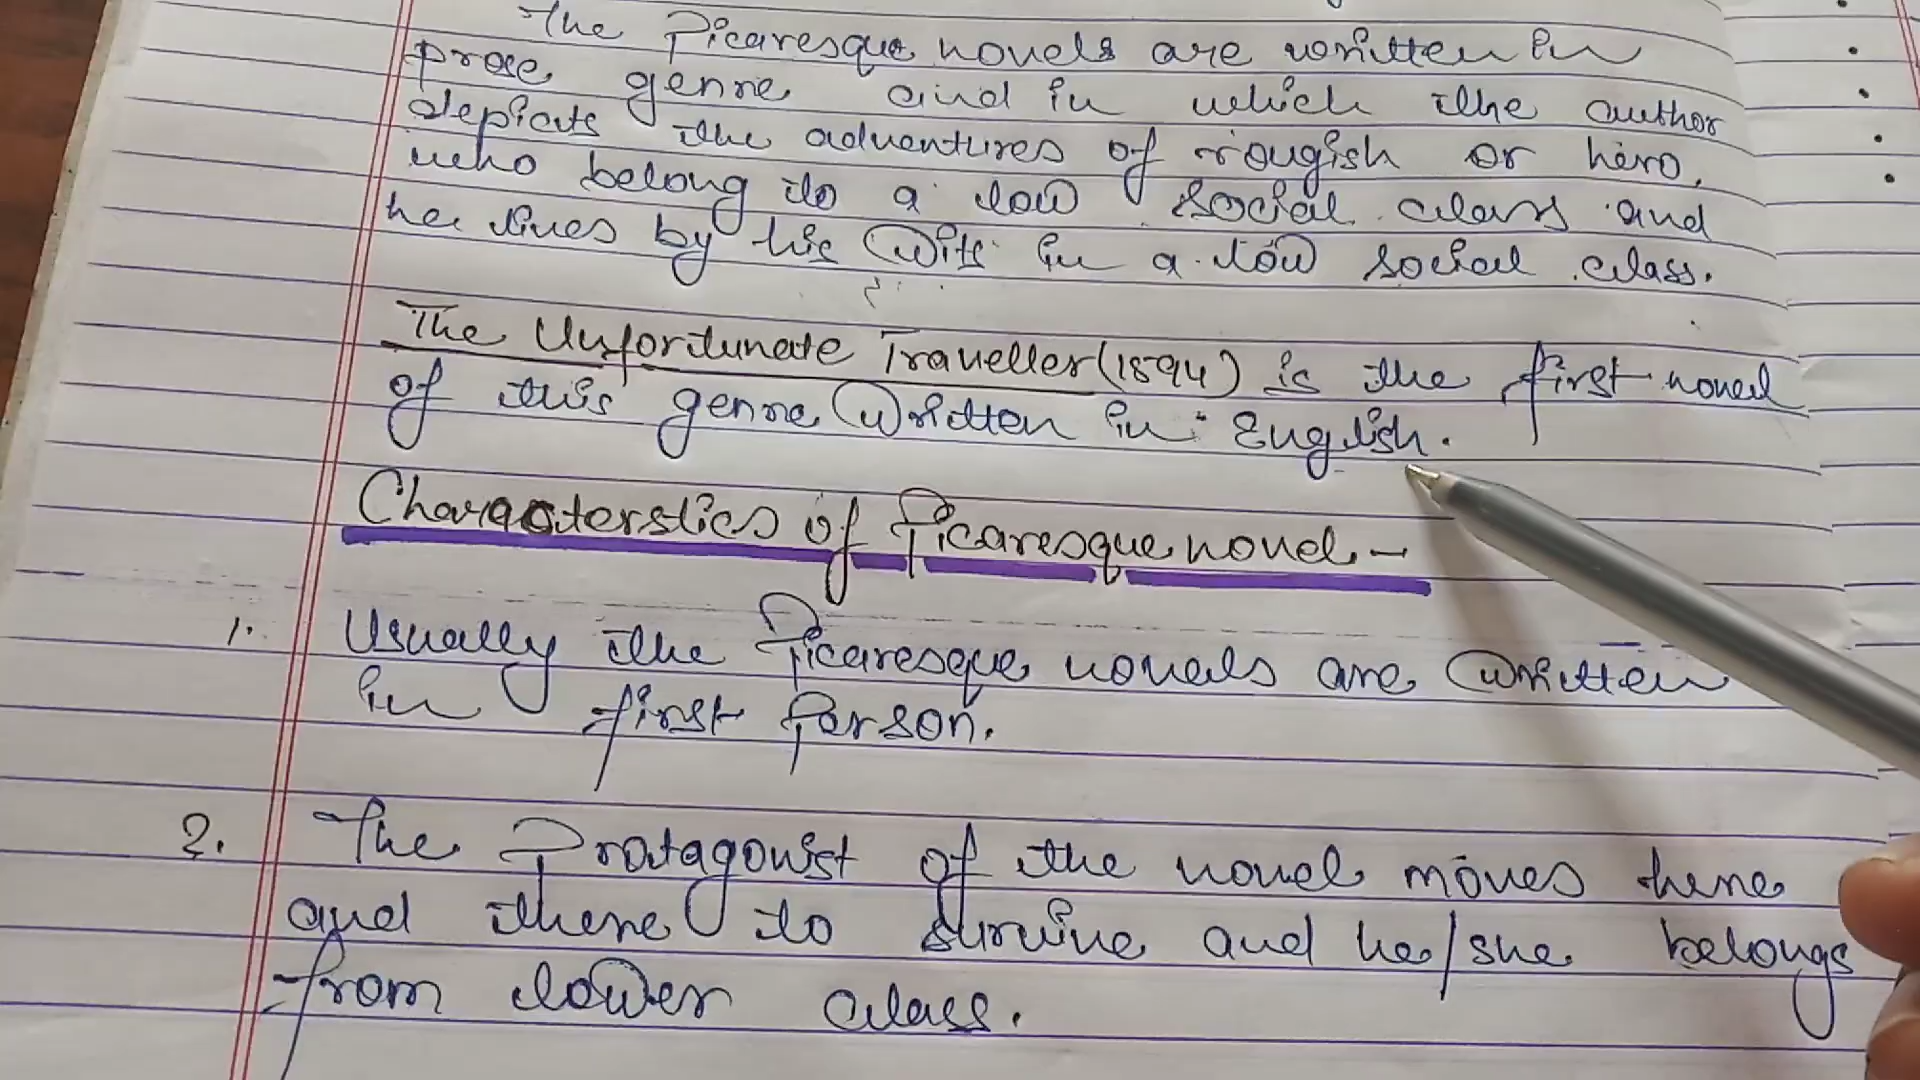 The Picaresque novels are written in
prose genre and in which the author
depicts the adventures of rougish or hero,
who belong to a low social class and
he lives by his wits in a low social class.
The Unfortunate Traveller (1594) is the first novel
of this genre written in English.
Characterstics of Picaresque novel -
1. Usually the Picaresque novels are written
in first person.
2. The Protagonist of the novel moves here
and there to survive and he/she belongs
from lower class.